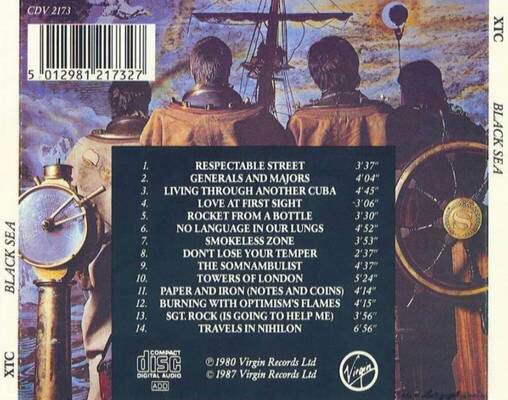 CDV 2173
5 012981 217327
XTC
BLACK SEA
XTC
BLACK SEA
1. RESPECTABLE STREET 3'37"
2. GENERALS AND MAJORS 4'04"
3. LIVING THROUGH ANOTHER CUBA 4'45"
4. LOVE AT FIRST SIGHT 3'06"
5. ROCKET FROM A BOTTLE 3'30"
6. NO LANGUAGE IN OUR LUNGS 4'52"
7. SMOKELESS ZONE 3'53"
8. DON'T LOSE YOUR TEMPER 2'37"
9. THE SOMNAMBULIST 4'37"
10. TOWERS OF LONDON 5'24"
11. PAPER AND IRON (NOTES AND COINS) 4'14"
12. BURNING WITH OPTIMISM'S FLAMES 4'15"
13. SGT. ROCK (IS GOING TO HELP ME) 3'56"
14. TRAVELS IN NIHILON 6'56"
COMPACT
disc
DIGITAL AUDIO
ADD
℗ 1980 Virgin Records Ltd
© 1987 Virgin Records Ltd
Virgin